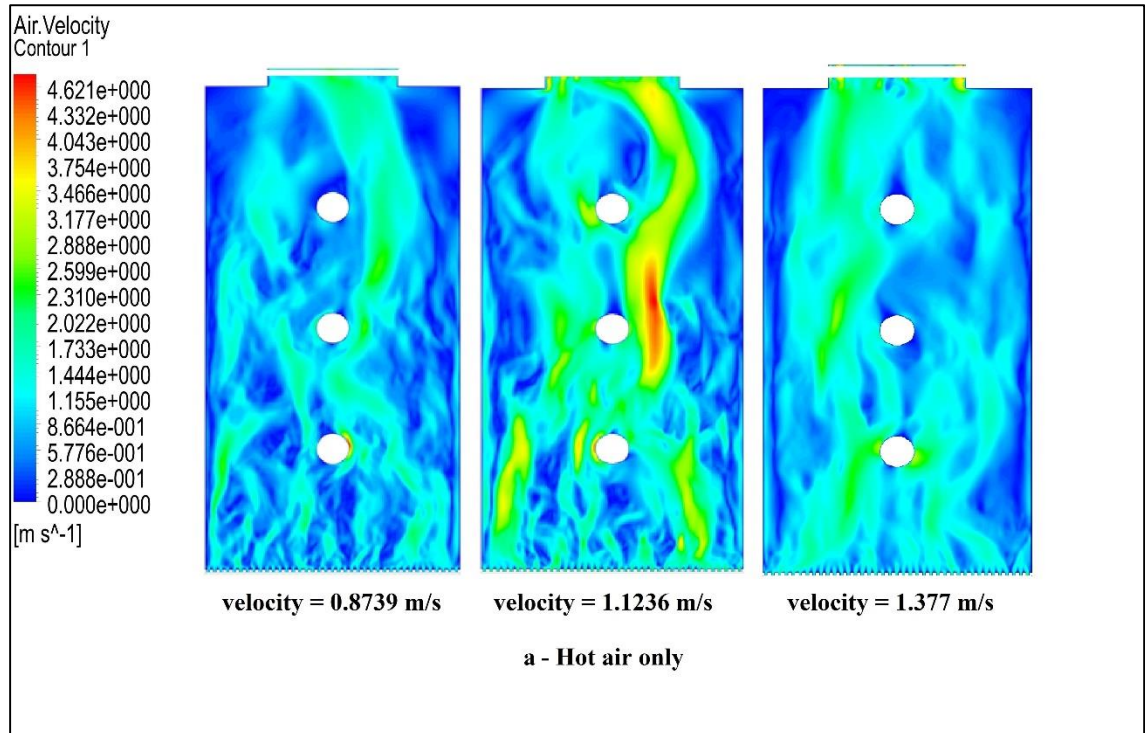 Air.Velocity
Contour 1
4.621e+000
4.332e+000
4.043e+000
3.754e+000
3.466e+000
3.177e+000
2.888e+000
2.599e+000
2.310e+000
2.022e+000
1.733e+000
1.444e+000
1.155e+000
8.664e-001
5.776e-001
2.888e-001
0.000e+000
[m s^-1]
velocity = 0.8739 m/s
velocity = 1.1236 m/s
velocity = 1.377 m/s
a - Hot air only